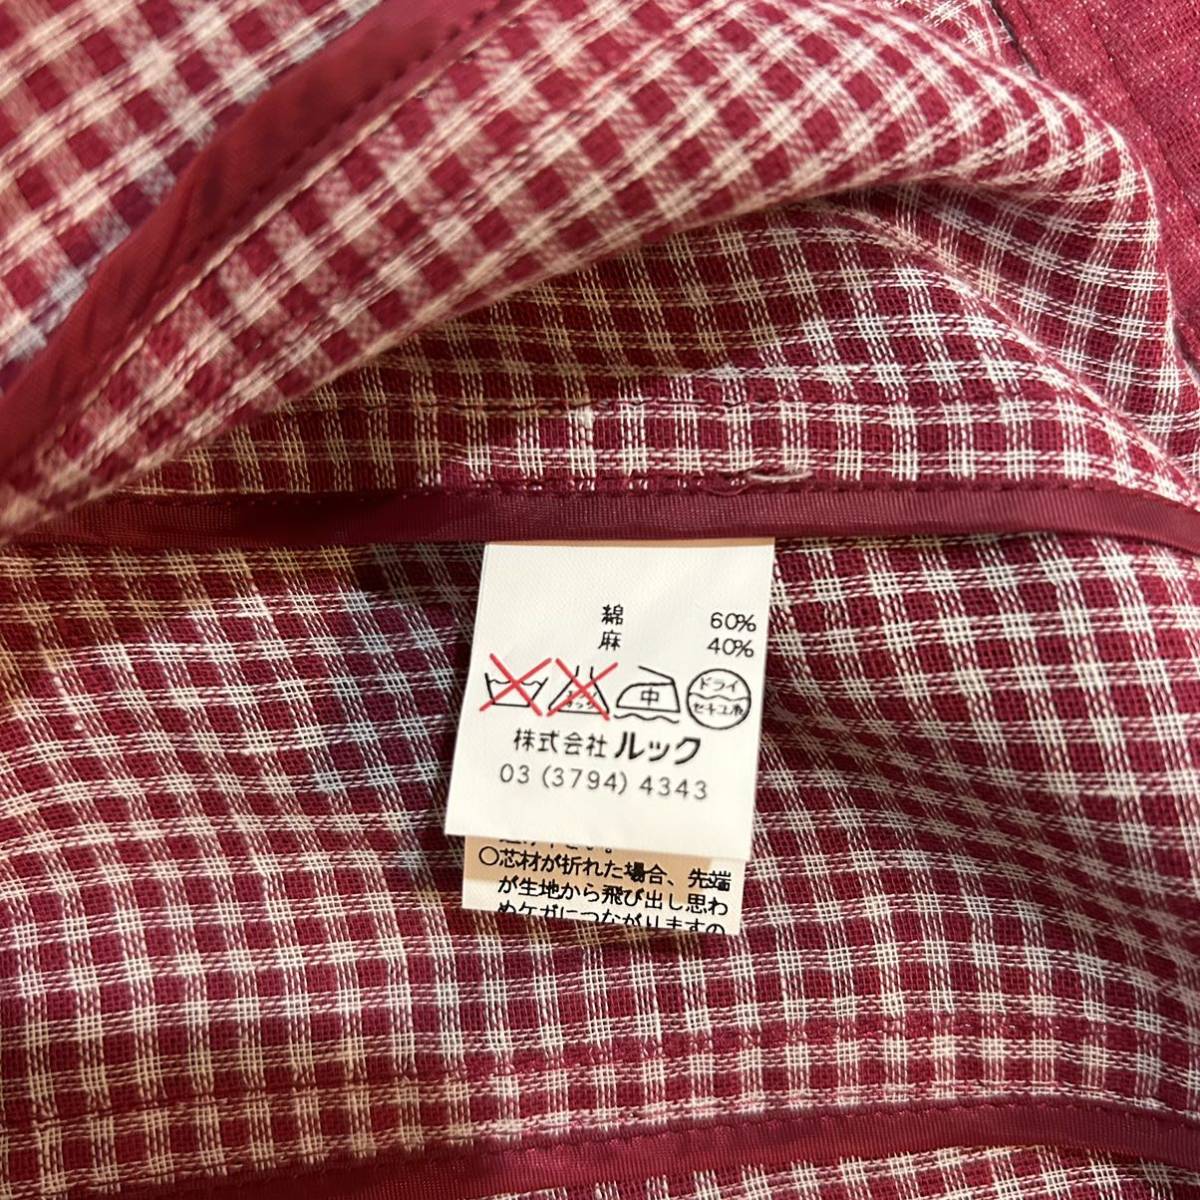 綿 60%
麻 40%
中 ドライ
セキユ系
株式会社 ルック
03 (3794) 4343
○芯材が折れた場合、先端
が生地から飛び出し思わ
ぬケガにつながりますの